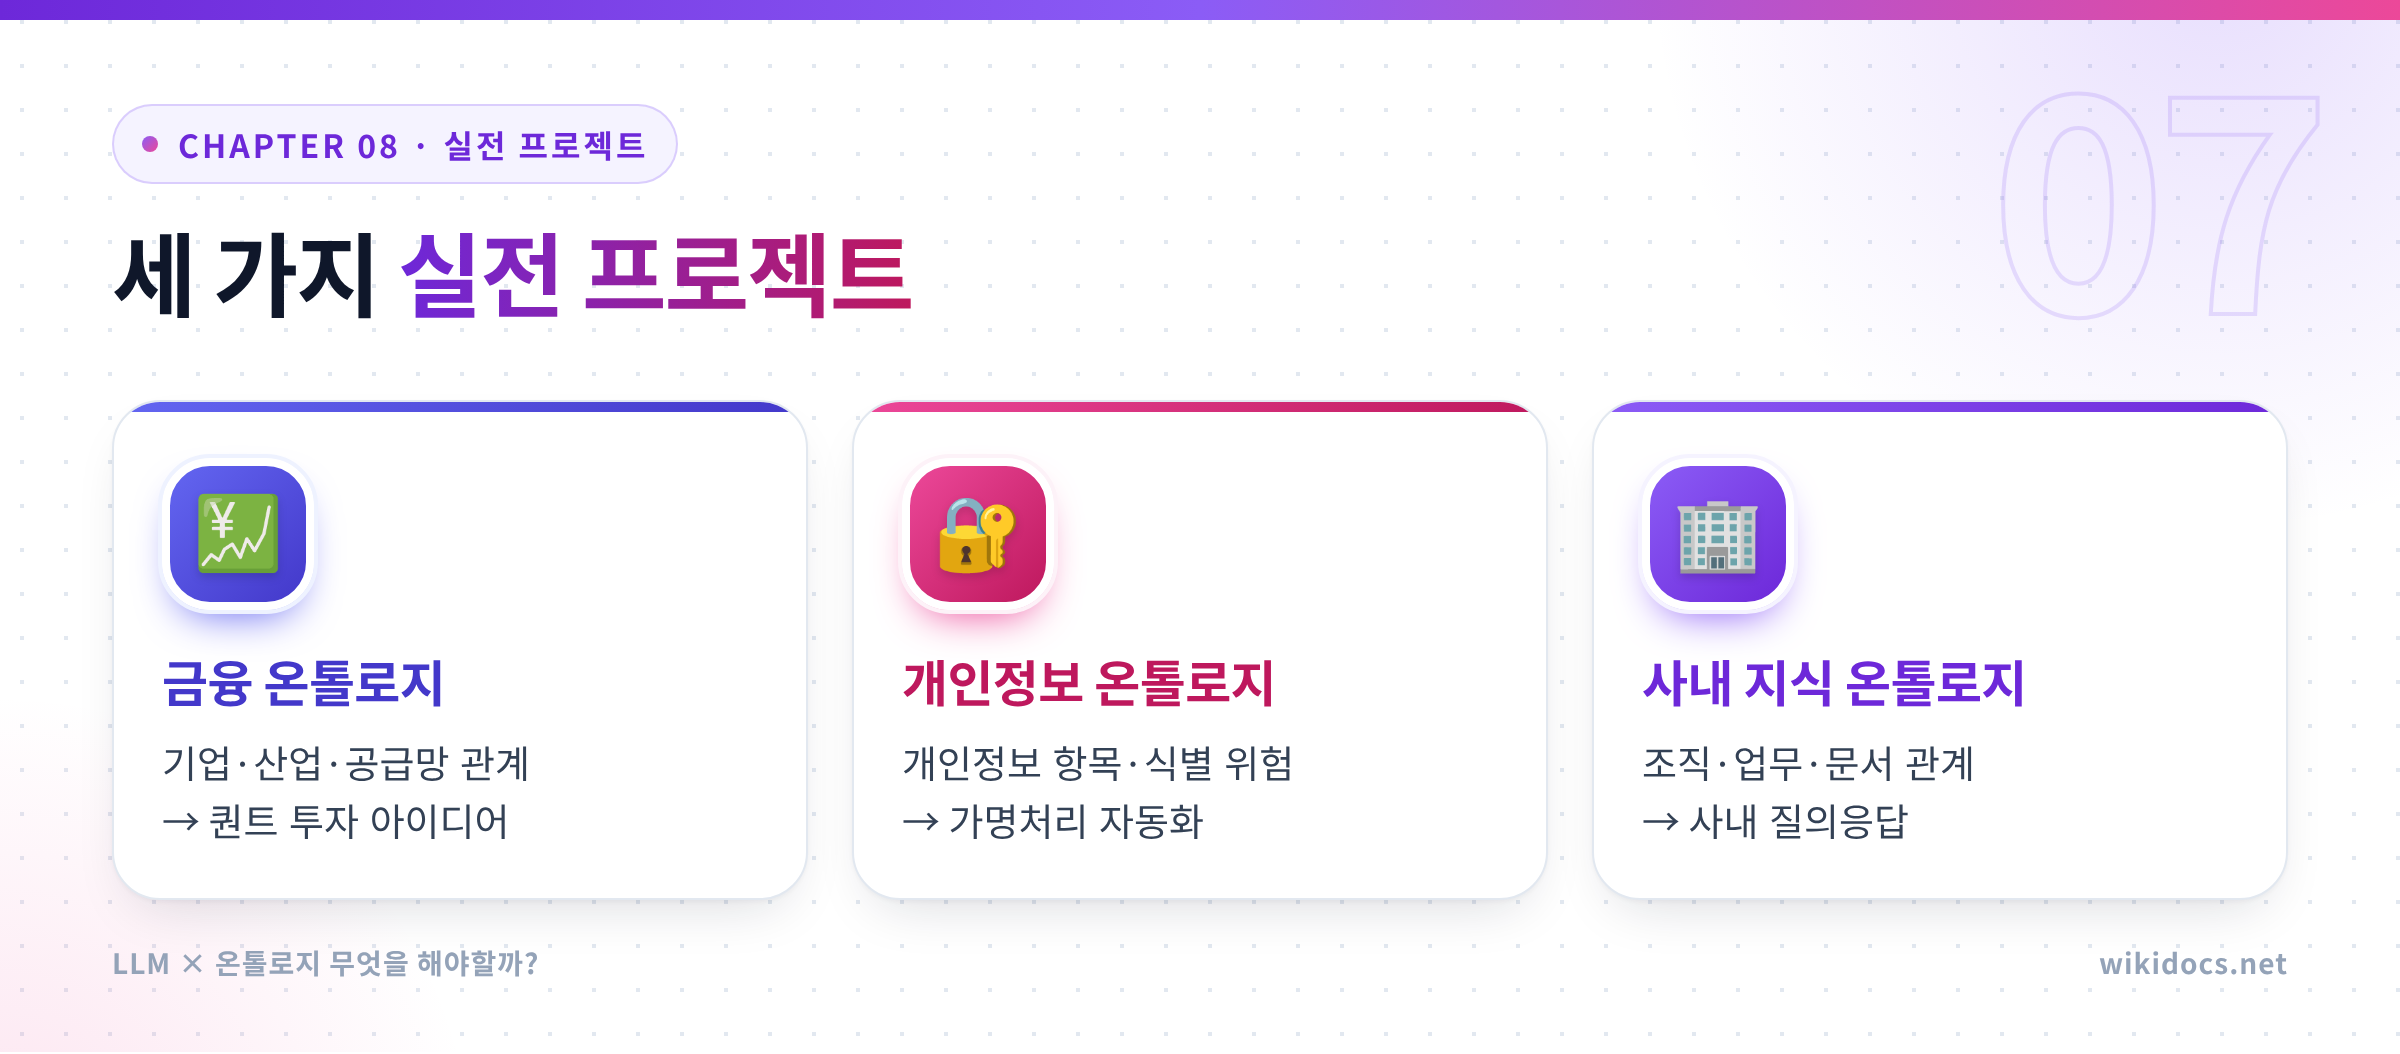 CHAPTER 08 · 실전 프로젝트
07
세 가지 실전 프로젝트
금융 온톨로지
기업·산업·공급망 관계
→ 퀀트 투자 아이디어
개인정보 온톨로지
개인정보 항목·식별 위험
→ 가명처리 자동화
사내 지식 온톨로지
조직·업무·문서 관계
→ 사내 질의응답
LLM × 온톨로지 무엇을 해야할까?
wikidocs.net